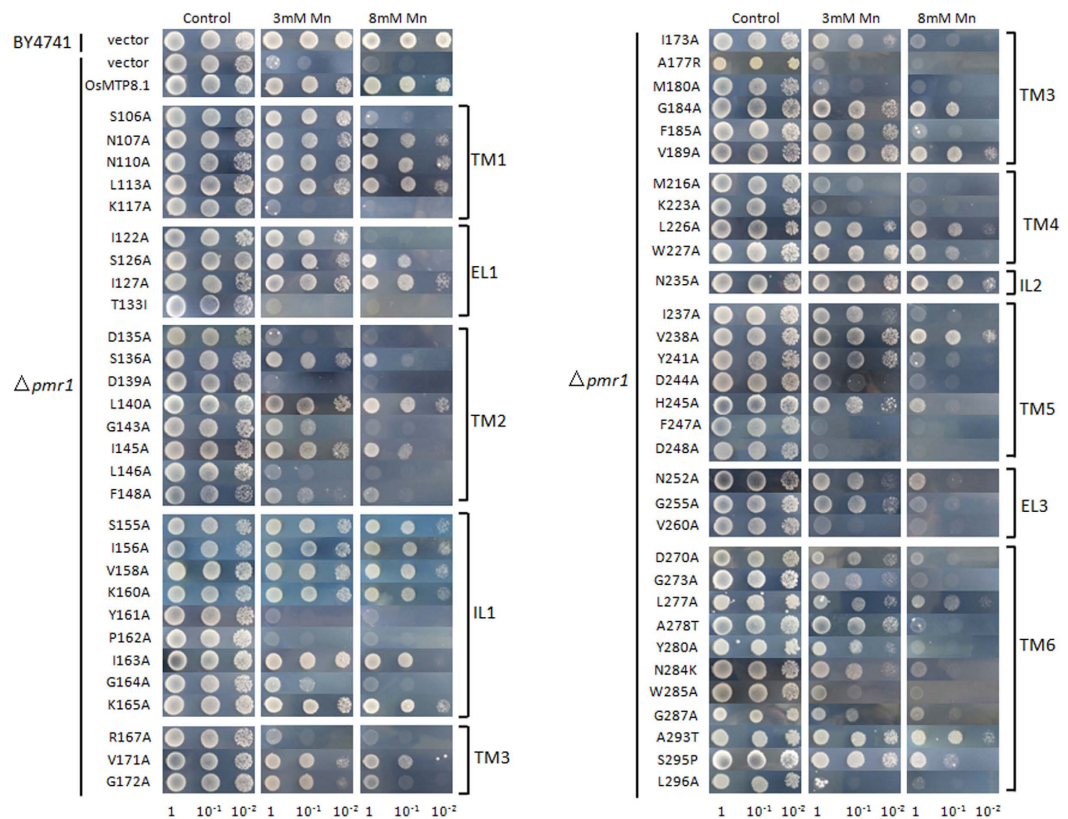 Control 3mM Mn 8mM Mn
BY4741 vector
vector
OsMTP8.1
S106A
N107A
N110A
L113A
K117A
TM1
I122A
S126A
I127A
T133I
EL1
△pmr1
D135A
S136A
D139A
L140A
G143A
I145A
L146A
F148A
TM2
S155A
I156A
V158A
K160A
Y161A
P162A
I163A
G164A
K165A
IL1
R167A
V171A
G172A
TM3
1 10-1 10-2 1 10-1 10-2 1 10-1 10-2
Control 3mM Mn 8mM Mn
I173A
A177R
M180A
G184A
F185A
V189A
TM3
M216A
K223A
L226A
W227A
TM4
N235A
IL2
△pmr1
I237A
V238A
Y241A
D244A
H245A
F247A
D248A
TM5
N252A
G255A
V260A
EL3
D270A
G273A
L277A
A278T
Y280A
N284K
W285A
G287A
A293T
S295P
L296A
TM6
1 10-1 10-2 1 10-1 10-2 1 10-1 10-2